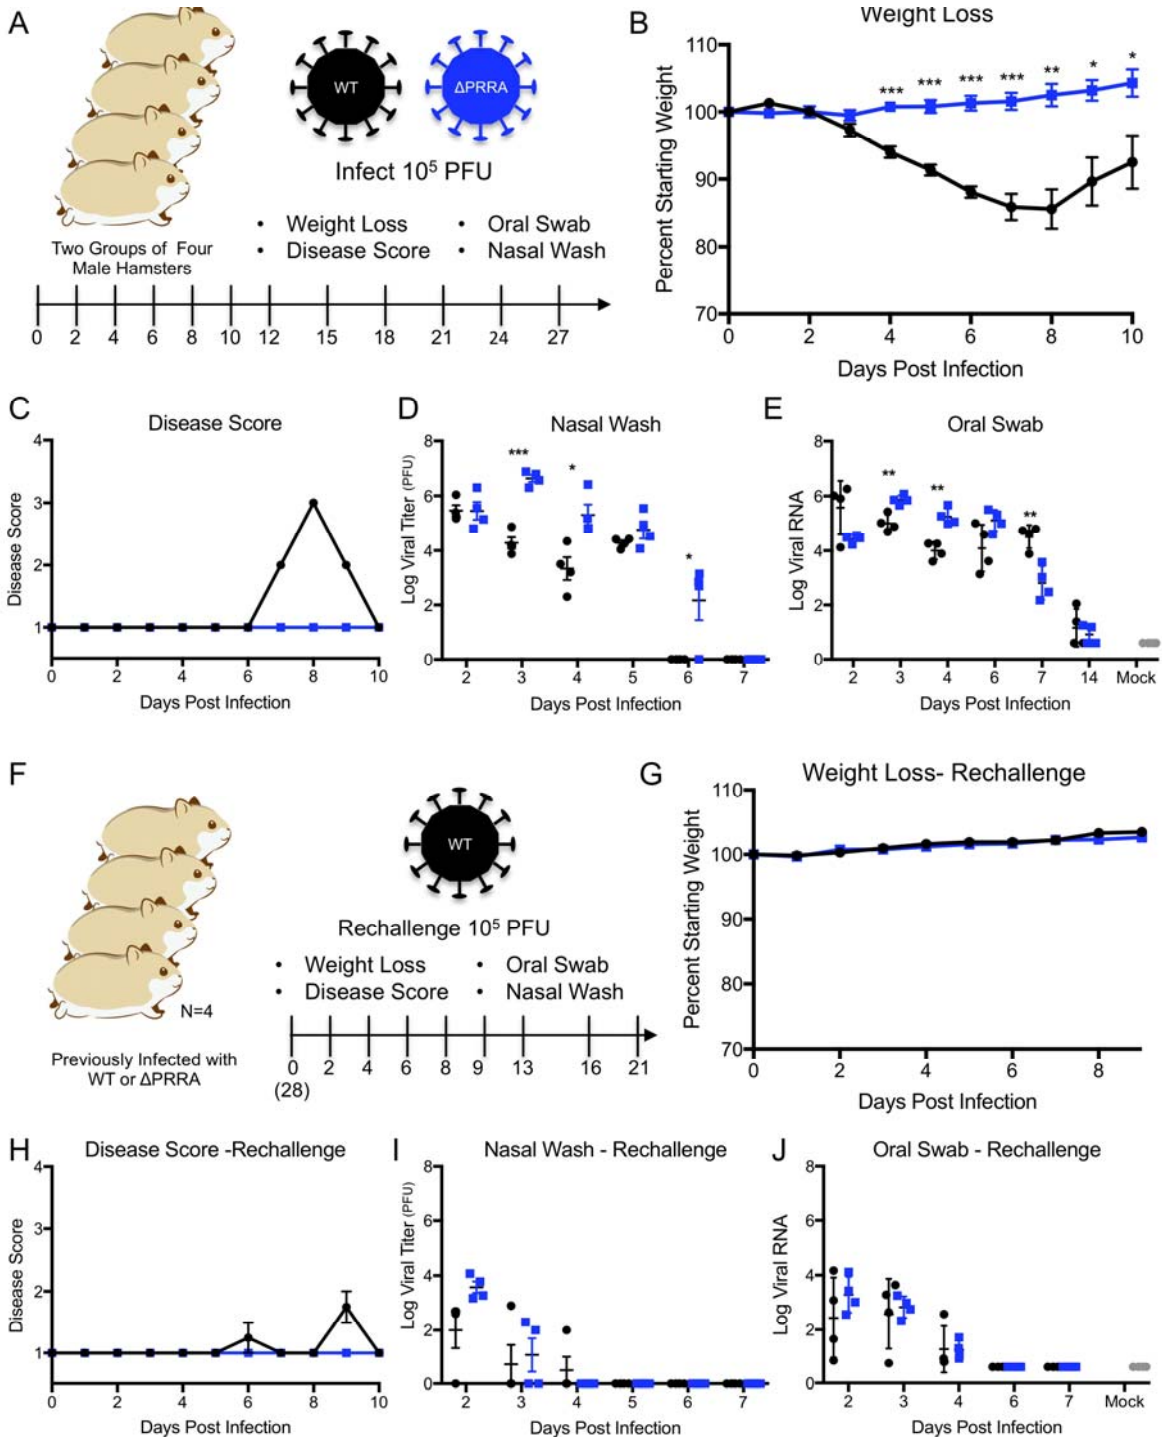 A
WT
ΔPRRA
Infect 10⁵ PFU
• Weight Loss
• Disease Score
• Oral Swab
• Nasal Wash
Two Groups of Four
Male Hamsters
0 2 4 6 8 10 12 15 18 21 24 27
B
Weight Loss
*** *** *** *** ** * *
Percent Starting Weight
110
100
90
80
70
0 2 4 6 8 10
Days Post Infection
C
Disease Score
Disease Score
4
3
2
1
0 2 4 6 8 10
Days Post Infection
D
Nasal Wash
*** * *
Log Viral Titer (PFU)
8
6
4
2
0
2 3 4 5 6 7
Days Post Infection
E
Oral Swab
** ** **
Log Viral RNA
8
6
4
2
0
2 3 4 6 7 14 Mock
Days Post Infection
F
WT
Rechallenge 10⁵ PFU
• Weight Loss
• Disease Score
• Oral Swab
• Nasal Wash
N=4
Previously Infected with
WT or ΔPRRA
0 2 4 6 8 9 13 16 21
(28)
G
Weight Loss- Rechallenge
Percent Starting Weight
110
100
90
80
70
0 2 4 6 8
Days Post Infection
H
Disease Score -Rechallenge
Disease Score
4
3
2
1
0 2 4 6 8 10
Days Post Infection
I
Nasal Wash - Rechallenge
Log Viral Titer (PFU)
8
6
4
2
0
2 3 4 5 6 7
Days Post Infection
J
Oral Swab - Rechallenge
Log Viral RNA
8
6
4
2
0
2 3 4 6 7 Mock
Days Post Infection